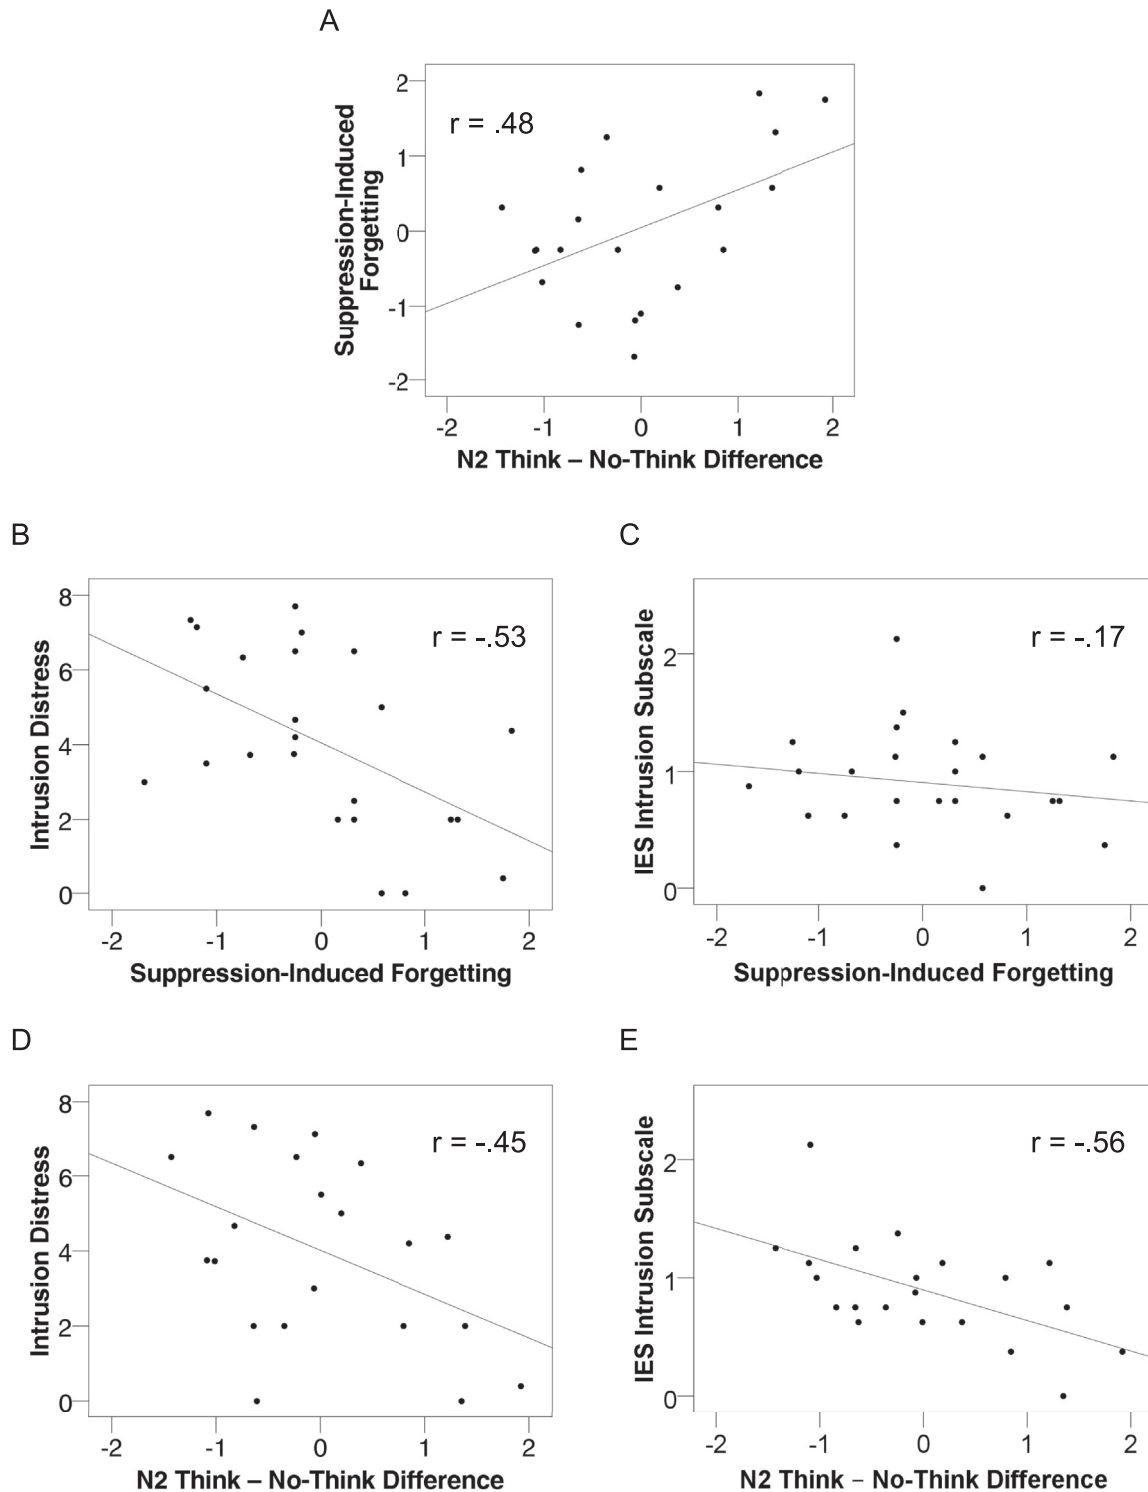 A
Suppression-Induced
Forgetting
2
1
0
-1
-2
r = .48
-2 -1 0 1 2
N2 Think – No-Think Difference
B
Intrusion Distress
8
6
4
2
0
r = -.53
-2 -1 0 1 2
Suppression-Induced Forgetting
C
IES Intrusion Subscale
2
1
0
r = -.17
-2 -1 0 1 2
Suppression-Induced Forgetting
D
Intrusion Distress
8
6
4
2
0
r = -.45
-2 -1 0 1 2
N2 Think – No-Think Difference
E
IES Intrusion Subscale
2
1
0
r = -.56
-2 -1 0 1 2
N2 Think – No-Think Difference